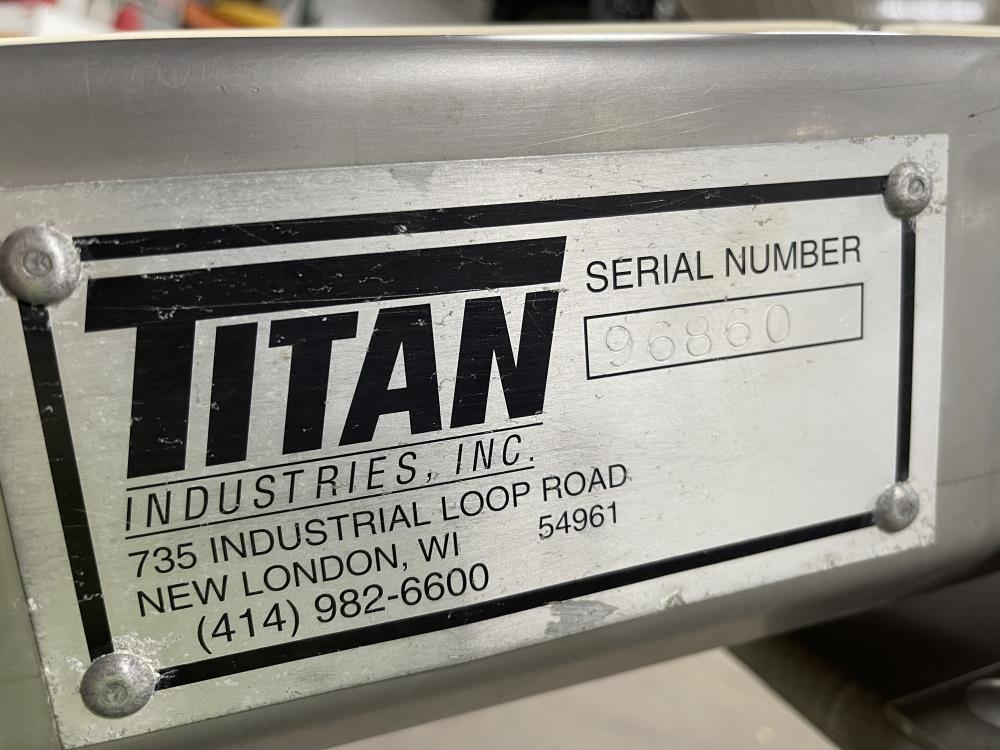 TITAN
INDUSTRIES, INC.
735 INDUSTRIAL LOOP ROAD
NEW LONDON, WI 54961
(414) 982-6600
SERIAL NUMBER
96860